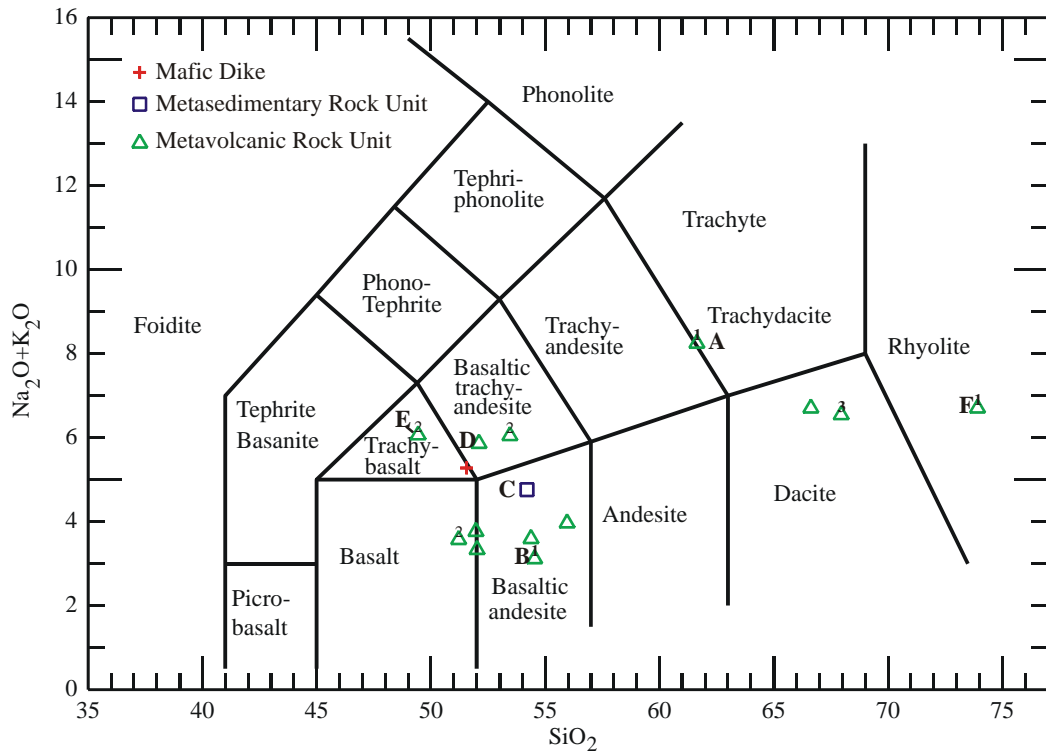 16
14
12
10
8
6
4
2
0
Na2O+K2O
Mafic Dike
Metasedimentary Rock Unit
Metavolcanic Rock Unit
Phonolite
Tephri-
phonolite
Trachyte
Phono-
Tephrite
Foidite
Trachy-
andesite
Trachydacite
1 A
Rhyolite
Basaltic
trachy-
andesite
Tephrite
Basanite
E 2
Trachy-
basalt
D
2
3
F 1
C
Dacite
Andesite
2
Basalt
B 1
Basaltic
andesite
Picro-
basalt
35 40 45 50 55 60 65 70 75
SiO2